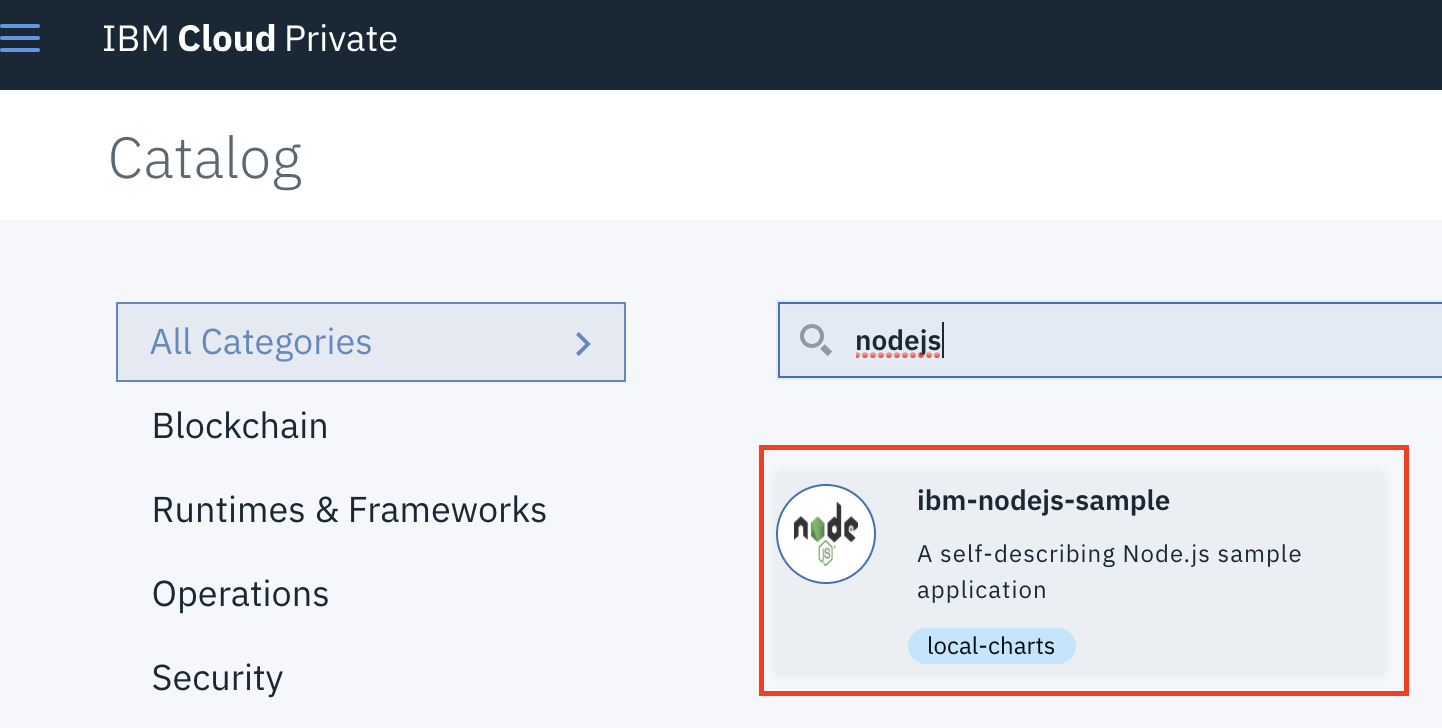 IBM Cloud Private
Catalog
All Categories
Blockchain
Runtimes & Frameworks
Operations
Security
nodejs
node
JS
ibm-nodejs-sample
A self-describing Node.js sample
application
local-charts